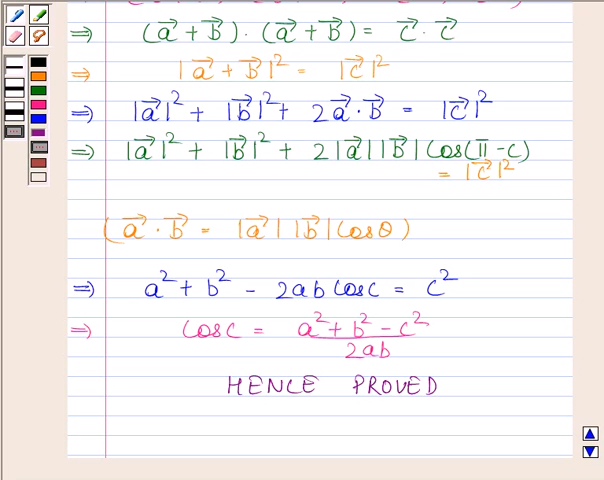 ⇒ (a⃗ + b⃗) · (a⃗ + b⃗) = c⃗ · c⃗
⇒ |a⃗ + b⃗|² = |c⃗|²
⇒ |a⃗|² + |b⃗|² + 2a⃗ · b⃗ = |c⃗|²
⇒ |a⃗|² + |b⃗|² + 2|a⃗||b⃗| cos(π - c)
= |c⃗|²
(a⃗ · b⃗ = |a⃗| |b⃗| cosθ)
⇒ a² + b² - 2ab cosc = c²
⇒ cosc = (a² + b² - c²) / 2ab
HENCE PROVED